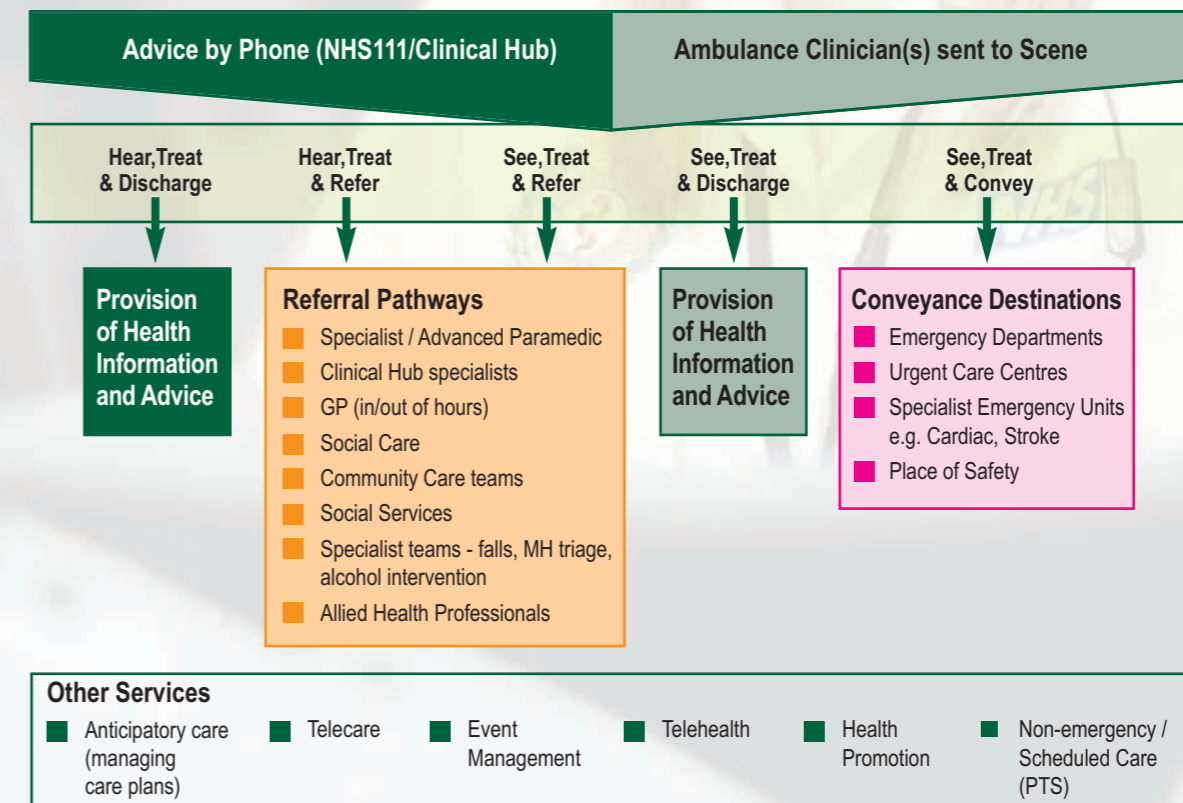 Advice by Phone (NHS111/Clinical Hub)
Ambulance Clinician(s) sent to Scene
Hear,Treat
& Discharge
Hear,Treat
& Refer
See,Treat
& Refer
See,Treat
& Discharge
See,Treat
& Convey
NHS
Provision
of Health
Information
and Advice
Referral Pathways
Specialist / Advanced Paramedic
Clinical Hub specialists
GP (in/out of hours)
Social Care
Community Care teams
Social Services
Specialist teams - falls, MH triage,
alcohol intervention
Allied Health Professionals
Provision
of Health
Information
and Advice
Conveyance Destinations
Emergency Departments
Urgent Care Centres
Specialist Emergency Units
e.g. Cardiac, Stroke
Place of Safety
Other Services
Anticipatory care
(managing
care plans)
Telecare
Event
Management
Telehealth
Health
Promotion
Non-emergency /
Scheduled Care
(PTS)